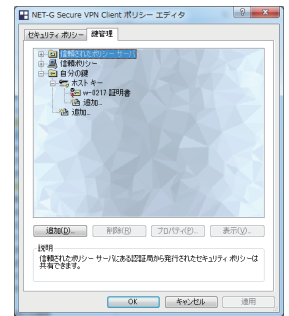 NET-G Secure VPN Client ポリシー エディタ
セキュリティ ポリシー 鍵管理
信頼されたポリシー サーバ
信頼ポリシー
自分の鍵
ホスト キー
w-0217 証明書
追加...
追加...
追加(D)... 削除(R) プロパティ(P)... 表示(V)...
説明
信頼されたポリシー サーバにある認証局から発行されたセキュリティ ポリシーは
共有できます。
OK キャンセル 適用